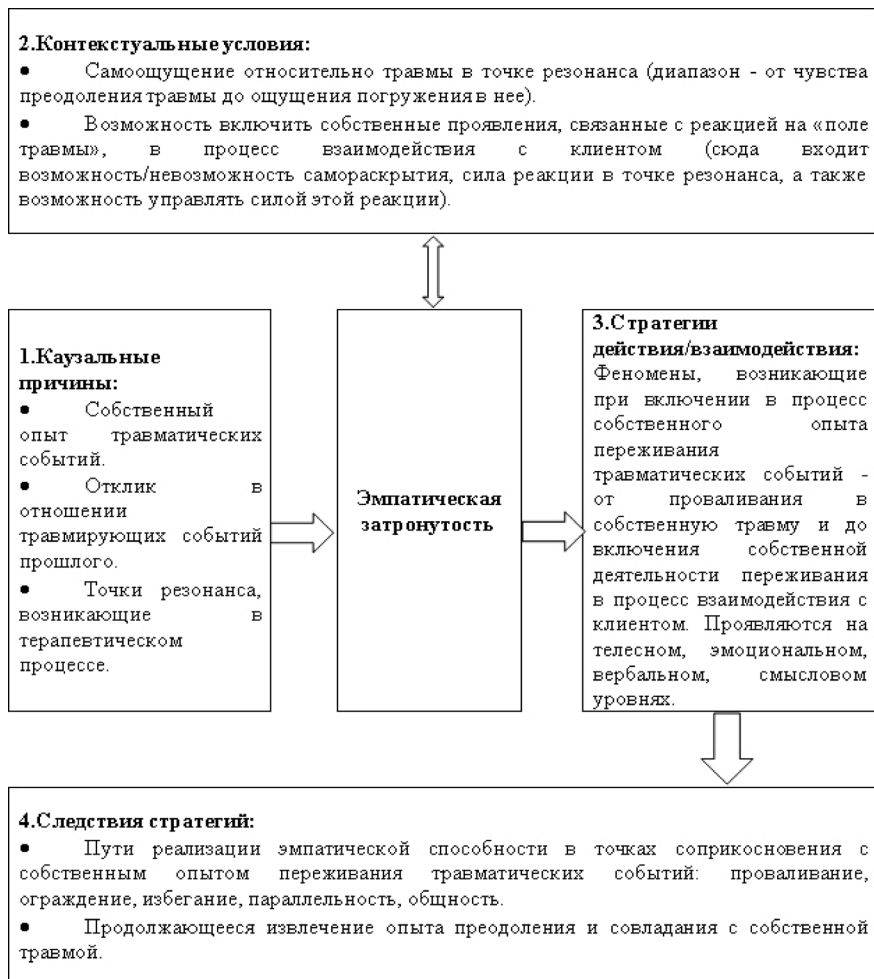 2.Контекстуальные условия:
● Самоощущение относительно травмы в точке резонанса (диапазон - от чувства
преодоления травмы до ощущения погружения в нее).
● Возможность включить собственные проявления, связанные с реакцией на «поле
травмы», в процесс взаимодействия с клиентом (сюда входит
возможность/невозможность самораскрытия, сила реакции в точке резонанса, а также
возможность управлять силой этой реакции).
1.Каузальные
причины:
● Собственный
опыт травматических
событий.
● Отклик в
отношении
травмирующих событий
прошлого.
● Точки резонанса,
возникающие в
терапевтическом
процессе.
Эмпатическая
затронутость
3.Стратегии
действия/взаимодействия:
Феномены, возникающие
при включении в процесс
собственного опыта
переживания
травматических событий -
от проваливания в
собственную травму и до
включения собственной
деятельности переживания
в процесс взаимодействия с
клиентом. Проявляются на
телесном, эмоциональном,
вербальном, смысловом
уровнях.
4.Следствия стратегий:
● Пути реализации эмпатической способности в точках соприкосновения с
собственным опытом переживания травматических событий: проваливание,
ограждение, избегание, параллельность, общность.
● Продолжающееся извлечение опыта преодоления и совладания с собственной
травмой.